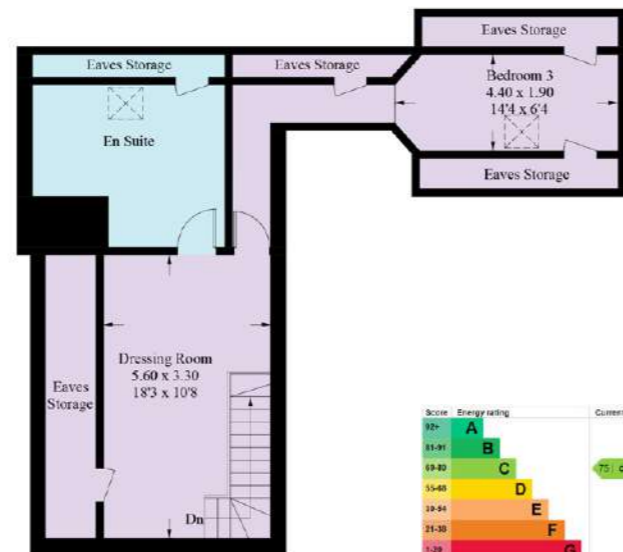 Eaves Storage
Eaves Storage
Eaves Storage
Bedroom 3
4.40 x 1.90
14'4 x 6'4
En Suite
Eaves Storage
Dressing Room
5.60 x 3.30
18'3 x 10'8
Eaves
Storage
Dn
Score Energy rating Current
92+ A
81-91 B
69-80 C 75 | C
55-68 D
39-54 E
21-38 F
1-20 G